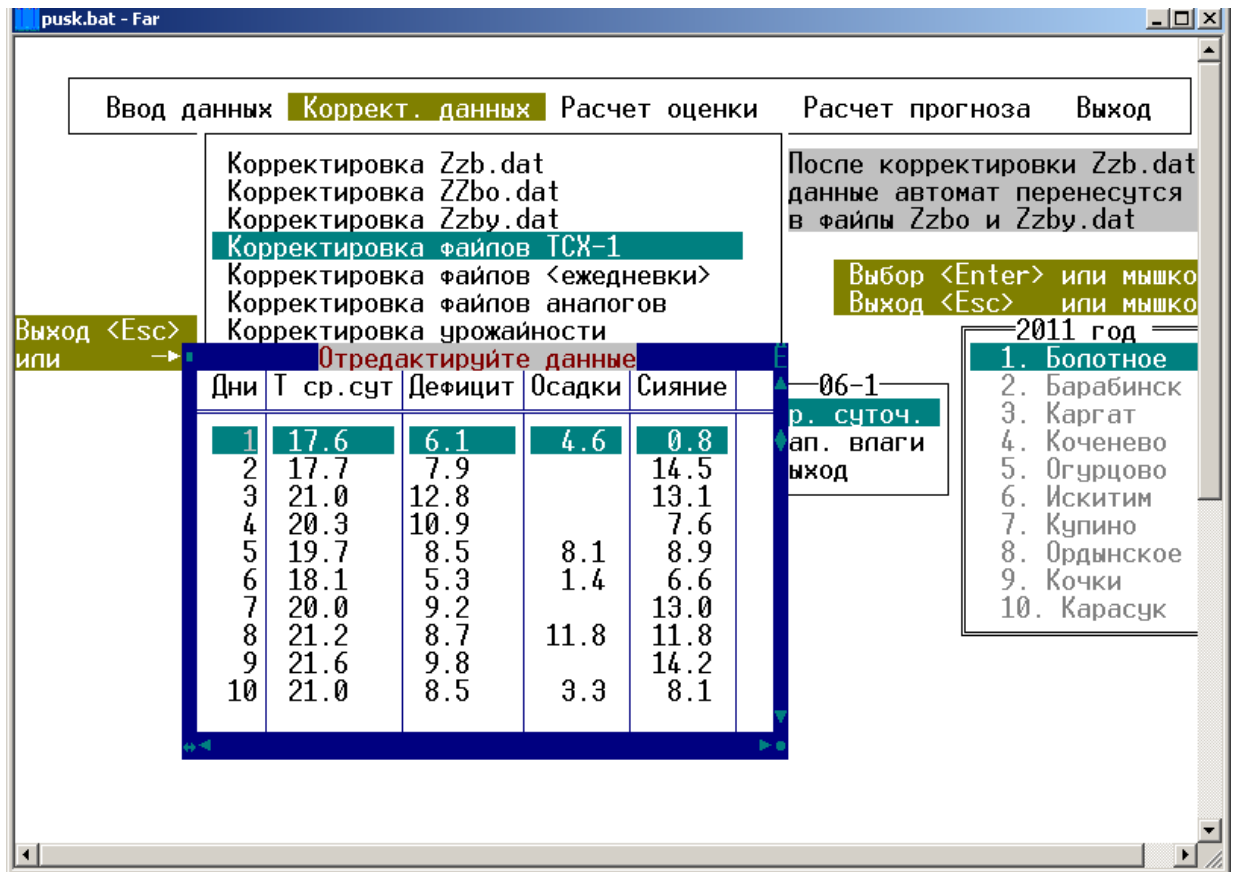 pusk.bat - Far
Ввод данных Коррект. данных Расчет оценки Расчет прогноза Выход
Корректировка Zzb.dat
Корректировка ZZbo.dat
Корректировка Zzby.dat
Корректировка файлов ТСХ-1
Корректировка файлов <ежедневки>
Корректировка файлов аналогов
Корректировка урожайности
После корректировки Zzb.dat
данные автомат перенесутся
в файлы Zzbo и Zzby.dat
Выбор <Enter> или мышко
Выход <Esc> или мышко
Выход <Esc>
или
Отредактируйте данные
Дни Т ср.сут Дефицит Осадки Сияние
1 17.6 6.1 4.6 0.8
2 17.7 7.9 14.5
3 21.0 12.8 13.1
4 20.3 10.9 7.6
5 19.7 8.5 8.1 8.9
6 18.1 5.3 1.4 6.6
7 20.0 9.2 13.0
8 21.2 8.7 11.8 11.8
9 21.6 9.8 14.2
10 21.0 8.5 3.3 8.1
06-1
р. суточ.
ап. влаги
ыход
2011 год
1. Болотное
2. Барабинск
3. Каргат
4. Коченево
5. Огурцово
6. Искитим
7. Купино
8. Ордынское
9. Кочки
10. Карасук